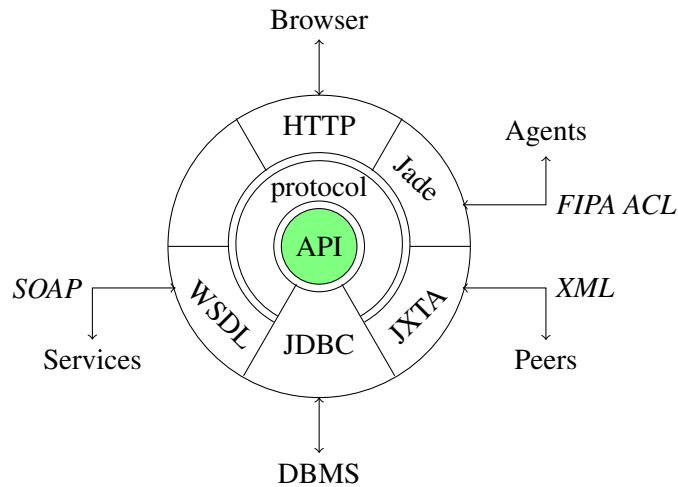 Browser
HTTP
Agents
Jade
protocol
FIPA ACL
API
SOAP
WSDL
JDBC
JXTA
XML
Services
Peers
DBMS